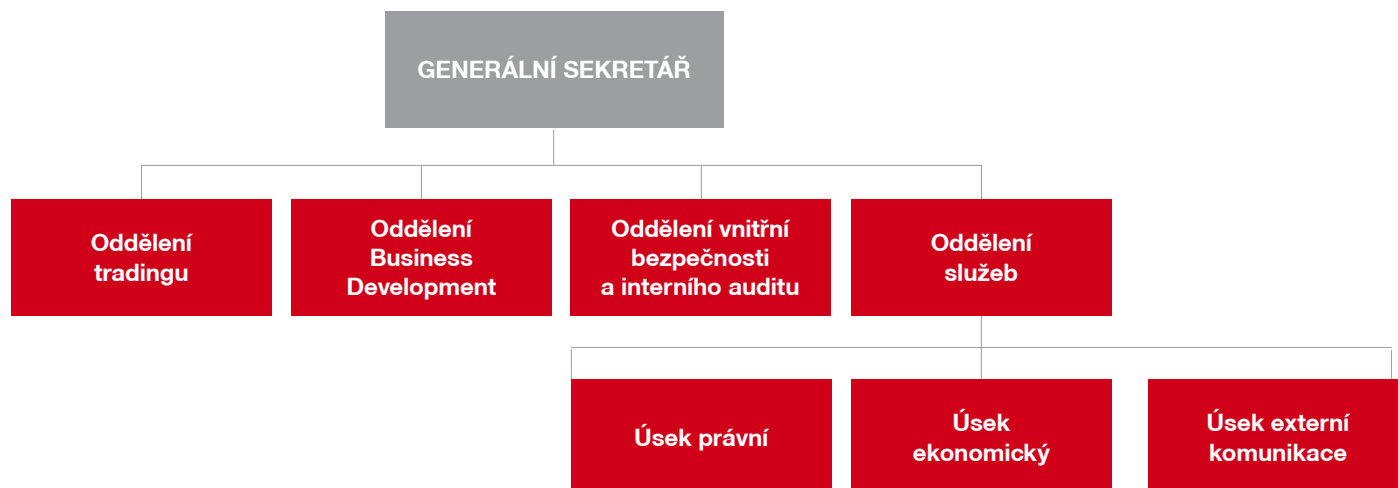 GENERÁLNÍ SEKRETÁŘ
Oddělení
tradingu
Oddělení
Business
Development
Oddělení vnitřní
bezpečnosti
a interního auditu
Oddělení
služeb
Úsek právní
Úsek
ekonomický
Úsek externí
komunikace